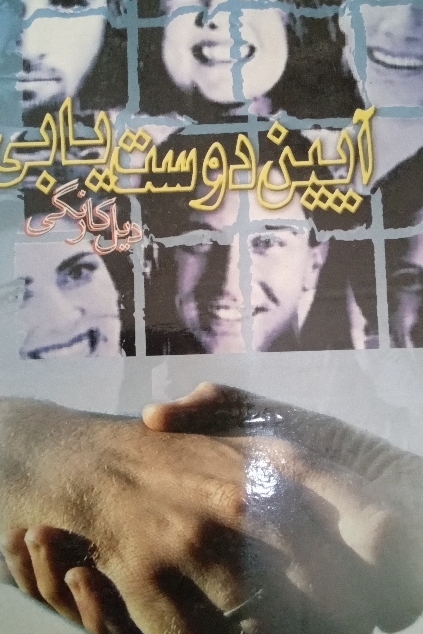 آیین دوست یابی
دیل کارنگی